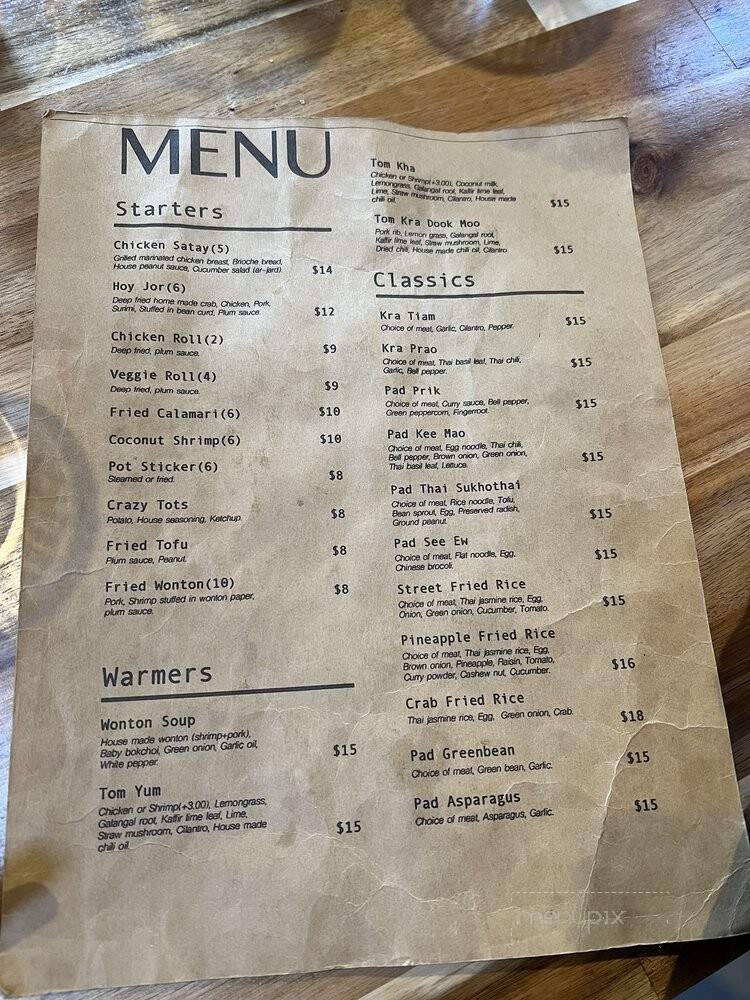 MENU
Starters
Chicken Satay(5)
Grilled marinated chicken breast, Brioche bread,
House peanut sauce, Cucumber salad (ar-jard)
$14
Hoy Jor(6)
Deep fried home made crab, Chicken, Pork,
Surimi, Stuffed in bean curd, Plum sauce.
$12
Chicken Roll(2)
Deep fried, plum sauce.
$9
Veggie Roll(4)
Deep fried, plum sauce.
$9
Fried Calamari(6) $10
Coconut Shrimp(6) $10
Pot Sticker(6)
Steamed or fried.
$8
Crazy Tots
Potato, House seasoning, Ketchup.
$8
Fried Tofu
Plum sauce, Peanut.
$8
Fried Wonton(10)
Pork, Shrimp stuffed in wonton paper,
plum sauce.
$8
Warmers
Wonton Soup
House made wonton (shrimp+pork),
Baby bokchoi, Green onion, Garlic oil,
White pepper.
$15
Tom Yum
Chicken or Shrimp(+3.00), Lemongrass,
Galangal root, Kaffir lime leaf, Lime,
Straw mushroom, Cilantro, House made
chili oil.
$15
Tom Kha
Chicken or Shrimp(+3.00), Coconut milk,
Lemongrass, Galangal root, Kaffir lime leaf,
Lime, Straw mushroom, Cilantro, House made
chili oil.
$15
Tom Kra Dook Moo
Pork rib, Lemon grass, Galangal root,
Kaffir lime leaf, Straw mushroom, Lime,
Dried chili, House made chili oil, Cilantro.
$15
Classics
Kra Tiam
Choice of meat, Garlic, Cilantro, Pepper.
$15
Kra Prao
Choice of meat, Thai basil leaf, Thai chili,
Garlic, Bell pepper.
$15
Pad Prik
Choice of meat, Curry sauce, Bell pepper,
Green peppercorn, Fingerroot.
$15
Pad Kee Mao
Choice of meat, Egg noodle, Thai chili,
Bell pepper, Brown onion, Green onion,
Thai basil leaf, Lettuce.
$15
Pad Thai Sukhothai
Choice of meat, Rice noodle, Tofu,
Bean sprout, Egg, Preserved radish,
Ground peanut.
$15
Pad See Ew
Choice of meat, Flat noodle, Egg,
Chinese brocoli.
$15
Street Fried Rice
Choice of meat, Thai jasmine rice, Egg,
Onion, Green onion, Cucumber, Tomato.
$15
Pineapple Fried Rice
Choice of meat, Thai jasmine rice, Egg,
Brown onion, Pineapple, Raisin, Tomato,
Curry powder, Cashew nut, Cucumber.
$16
Crab Fried Rice
Thai jasmine rice, Egg, Green onion, Crab.
$18
Pad Greenbean
Choice of meat, Green bean, Garlic.
$15
Pad Asparagus
Choice of meat, Asparagus, Garlic.
$15
menupix